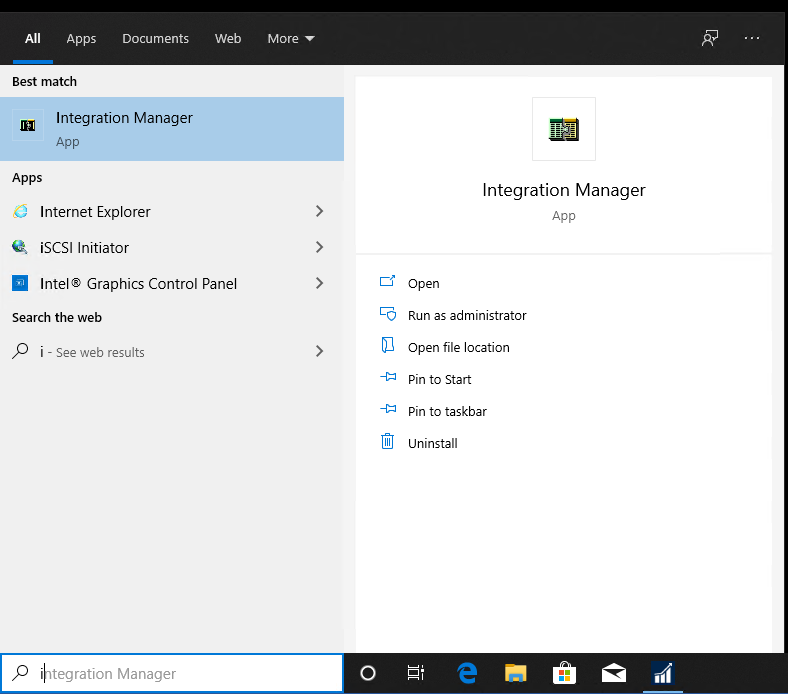 All Apps Documents Web More
Best match
Integration Manager
App
Apps
Internet Explorer
iSCSI Initiator
Intel® Graphics Control Panel
Search the web
i - See web results
Integration Manager
App
Open
Run as administrator
Open file location
Pin to Start
Pin to taskbar
Uninstall
integration Manager